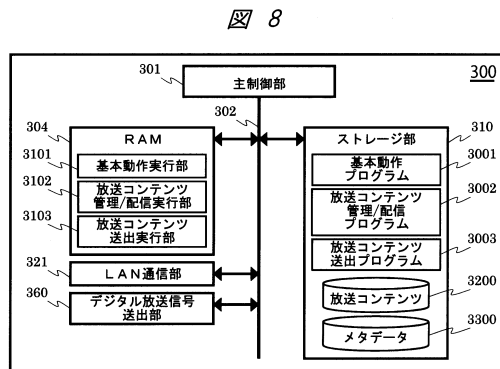 図 8
300
301
主制御部
302
304
RAM
3101
基本動作実行部
3102
放送コンテンツ
管理/配信実行部
3103
放送コンテンツ
送出実行部
321
LAN通信部
360
デジタル放送信号
送出部
ストレージ部
310
基本動作
プログラム
3001
放送コンテンツ
管理/配信
プログラム
3002
放送コンテンツ
送出プログラム
3003
放送コンテンツ
3200
メタデータ
3300